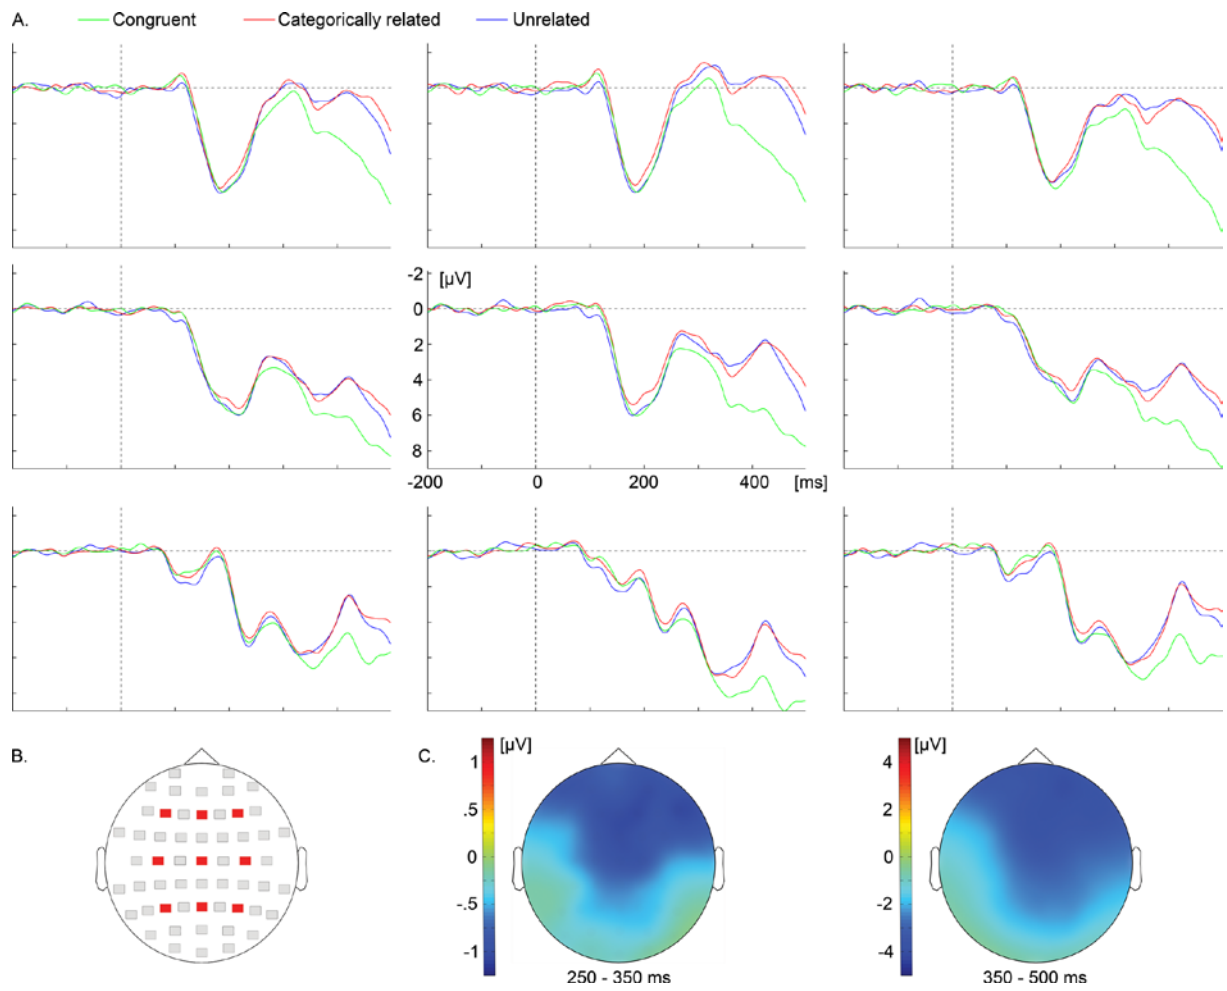 A. Congruent Categorically related Unrelated
-2 [µV]
0
2
4
6
8
-200 0 200 400 [ms]
B.
C.
[µV]
1
.5
0
-.5
-1
250 - 350 ms
[µV]
4
2
0
-2
-4
350 - 500 ms